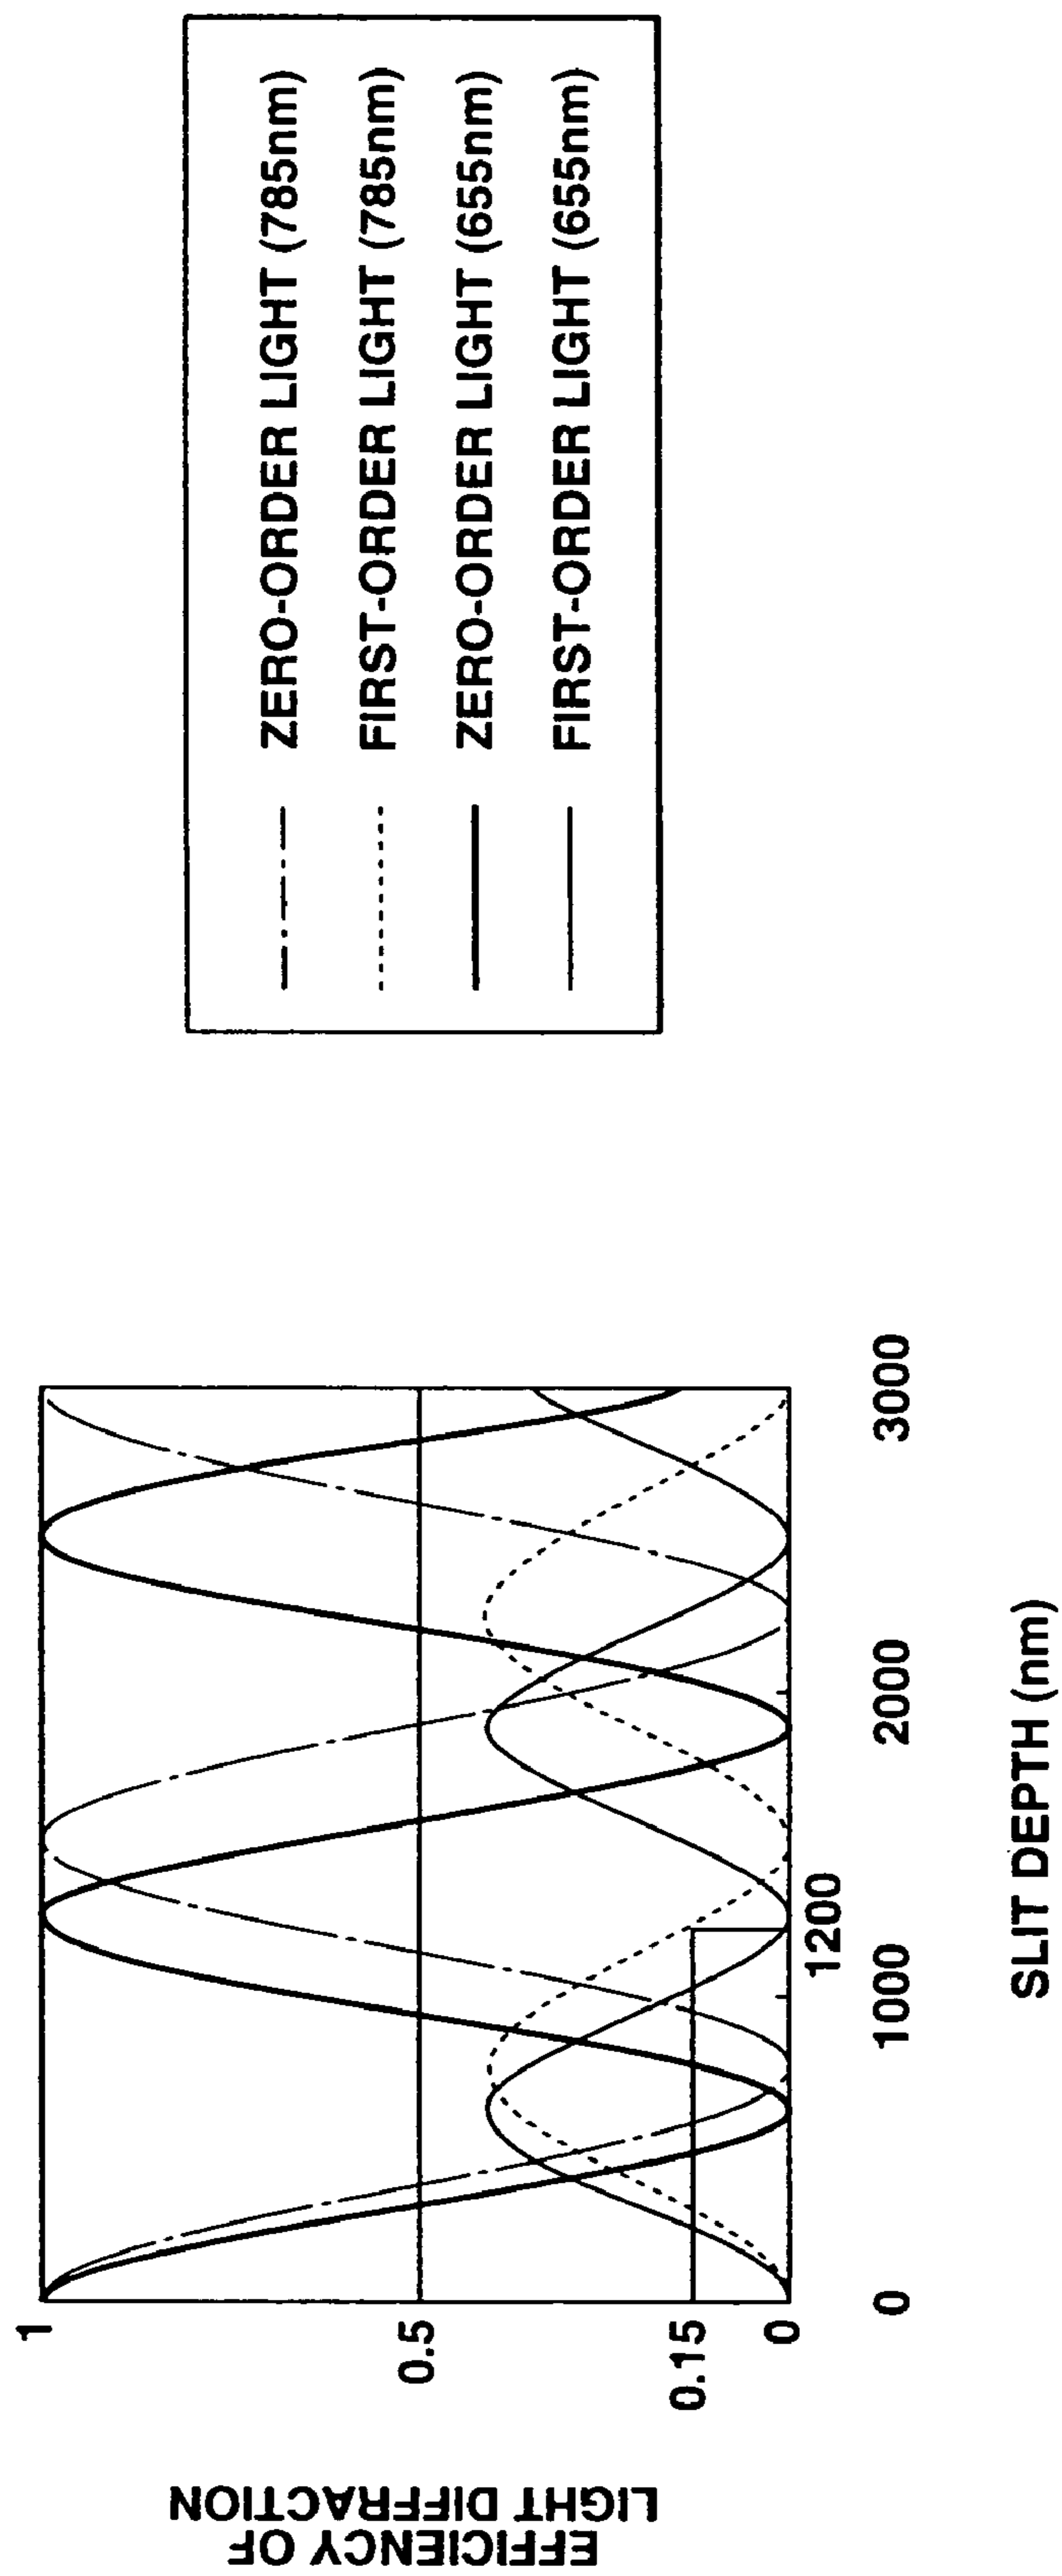 EFFICIENCY OF
LIGHT DIFFRACTION
1
0.5
0.15
0
0
1000
1200
2000
3000
SLIT DEPTH (nm)
ZERO-ORDER LIGHT (785nm)
FIRST-ORDER LIGHT (785nm)
ZERO-ORDER LIGHT (655nm)
FIRST-ORDER LIGHT (655nm)